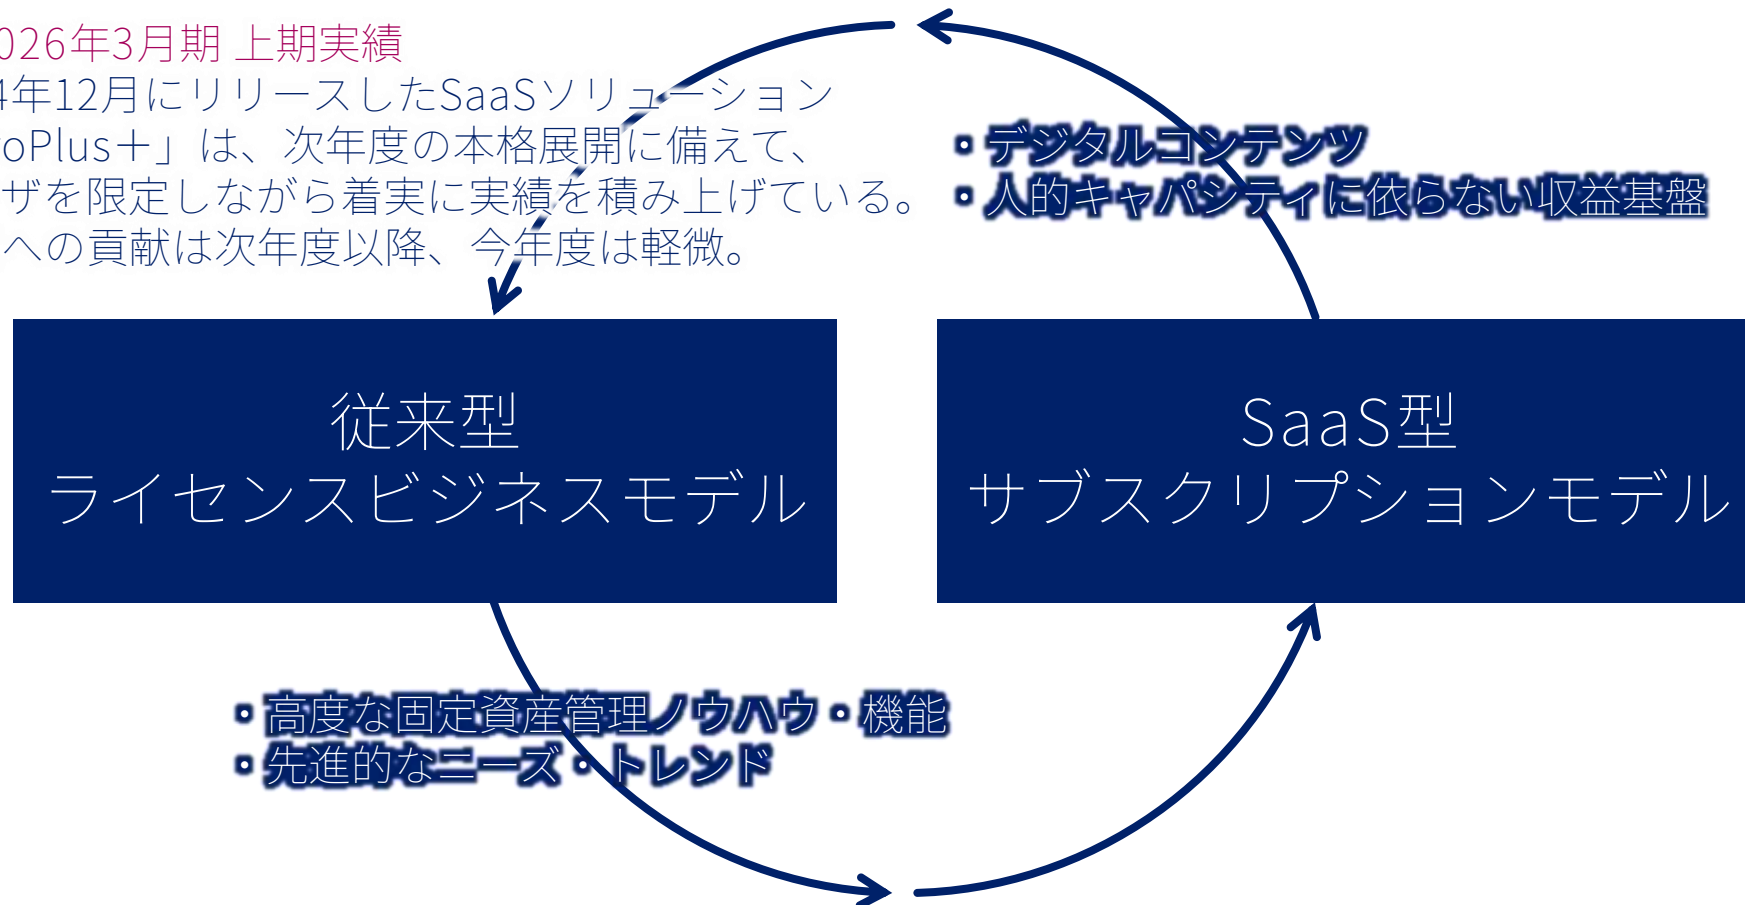 026年3月期 上期実績
4年12月にリリースしたSaaSソリューション
oPlus＋」は、次年度の本格展開に備えて、
ザを限定しながら着実に実績を積み上げている。
への貢献は次年度以降、今年度は軽微。
・デジタルコンテンツ
・人的キャパシティに依らない収益基盤
従来型
ライセンスビジネスモデル
SaaS型
サブスクリプションモデル
・高度な固定資産管理ノウハウ・機能
・先進的なニーズ・トレンド